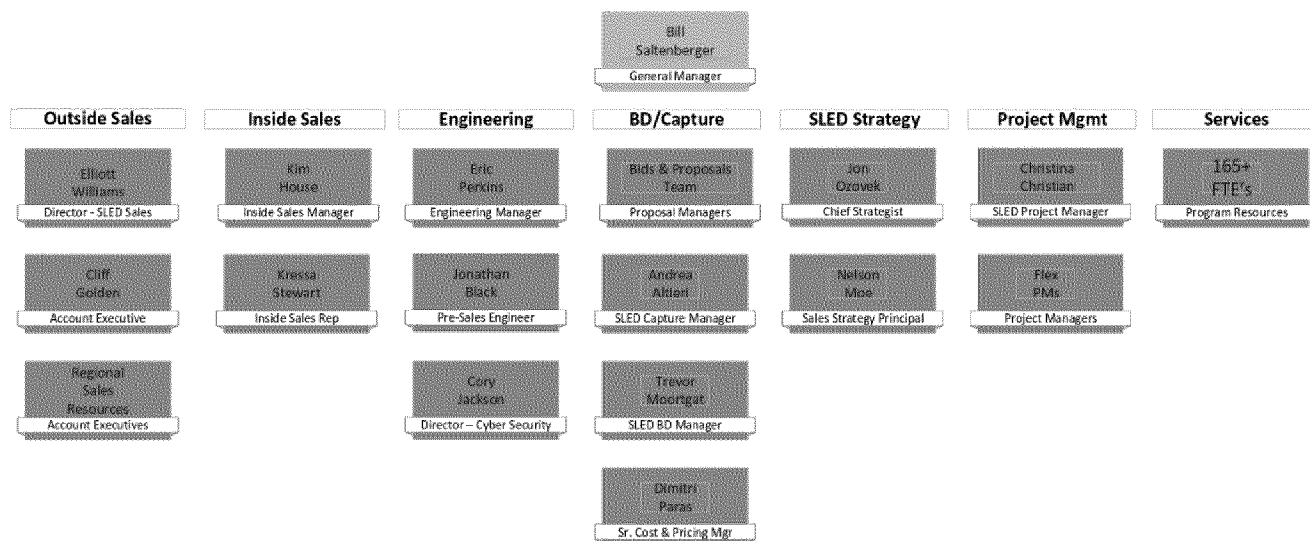 Bill
Saltenberger
General Manager
Outside Sales
Inside Sales
Engineering
BD/Capture
SLED Strategy
Project Mgmt
Services
Elliott
Williams
Director - SLED Sales
Kim
House
Inside Sales Manager
Eric
Perkins
Engineering Manager
Bids & Proposals
Team
Proposal Managers
Jon
Ozovek
Chief Strategist
Christina
Christian
SLED Project Manager
165+
FTE's
Program Resources
Cliff
Golden
Account Executive
Kressa
Stewart
Inside Sales Rep
Jonathan
Black
Pre-Sales Engineer
Andrea
Altieri
SLED Capture Manager
Nelson
Moe
Sales Strategy Principal
Flex
PMs
Project Managers
Regional
Sales
Resources
Account Executives
Cory
Jackson
Director – Cyber Security
Trevor
Moortgat
SLED BD Manager
Dimitri
Paras
Sr. Cost & Pricing Mgr